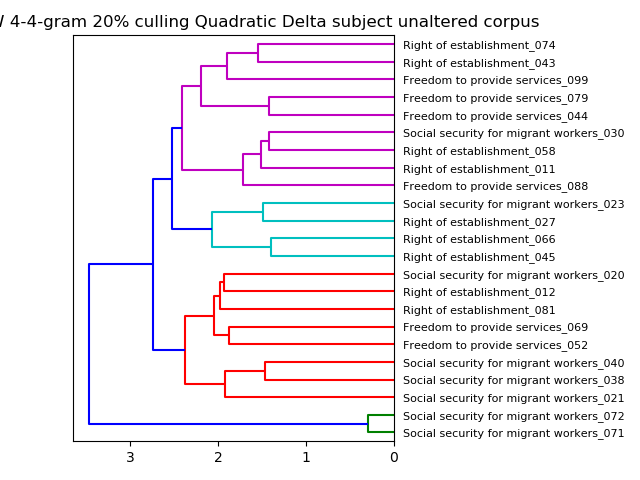 4-4-gram 20% culling Quadratic Delta subject unaltered corpus
Right of establishment_074
Right of establishment_043
Freedom to provide services_099
Freedom to provide services_079
Freedom to provide services_044
Social security for migrant workers_030
Right of establishment_058
Right of establishment_011
Freedom to provide services_088
Social security for migrant workers_023
Right of establishment_027
Right of establishment_066
Right of establishment_045
Social security for migrant workers_020
Right of establishment_012
Right of establishment_081
Freedom to provide services_069
Freedom to provide services_052
Social security for migrant workers_040
Social security for migrant workers_038
Social security for migrant workers_021
Social security for migrant workers_072
Social security for migrant workers_071
3 2 1 0